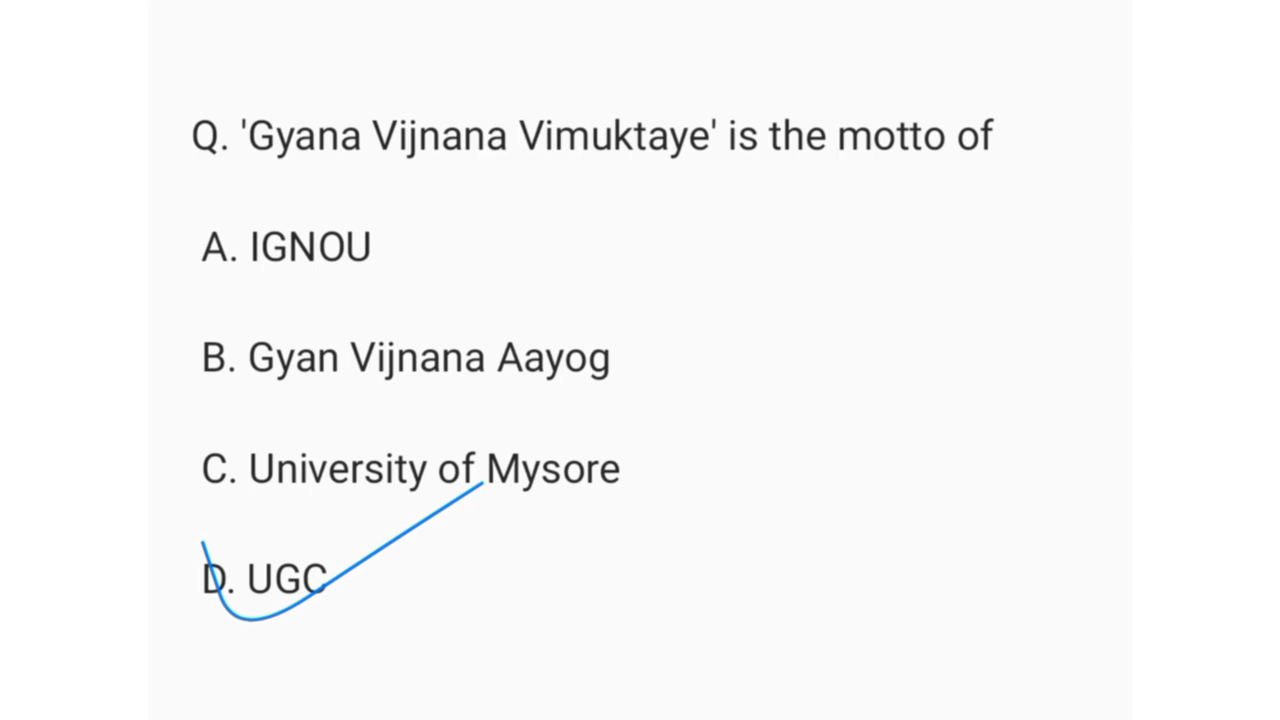 Q. 'Gyana Vijnana Vimuktaye' is the motto of
A. IGNOU
B. Gyan Vijnana Aayog
C. University of Mysore
D. UGC